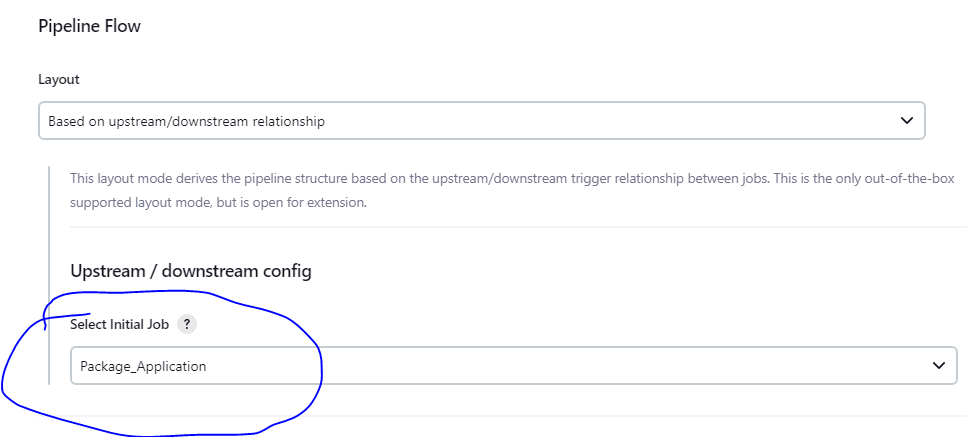 Pipeline Flow
Layout
Based on upstream/downstream relationship
This layout mode derives the pipeline structure based on the upstream/downstream trigger relationship between jobs. This is the only out-of-the-box
supported layout mode, but is open for extension.
Upstream / downstream config
Select Initial Job ?
Package_Application